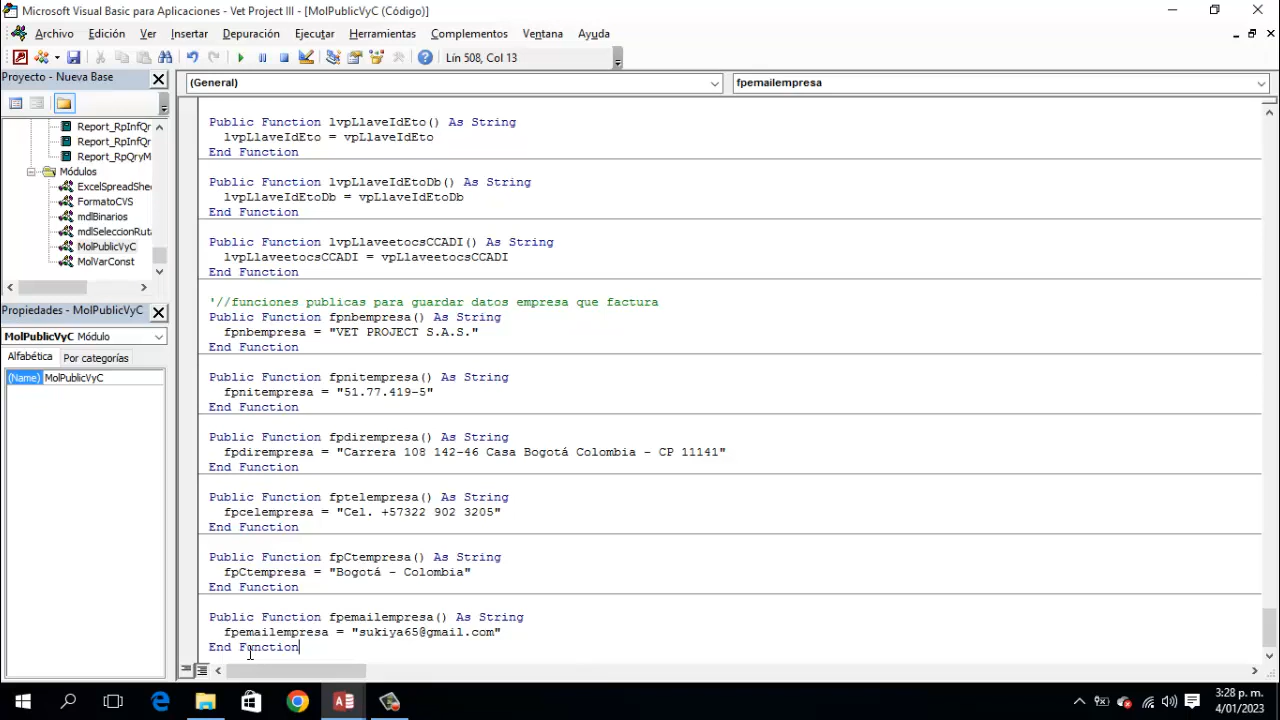 Microsoft Visual Basic para Aplicaciones - Vet Project III - [MolPublicVyC (Código)]
Archivo Edición Ver Insertar Formato Depuración Ejecutar Herramientas Complementos Ventana Ayuda
Lín 508, Col 13
Proyecto - Nueva Base
(General)
fpemailempresa
Report_RpInfQr
Report_RpInfQr
Report_RpQryM
Módulos
ExcelSpreadShe
FormatoCVS
mdlBinarios
mdlSeleccionRuta
MolPublicVyC
MolVarConst
Propiedades - MolPublicVyC
MolPublicVyC Módulo
Alfabética Por categorías
(Name) MolPublicVyC
Public Function lvpLlaveIdEto() As String
lvpLlaveIdEto = vpLlaveIdEto
End Function
Public Function lvpLlaveIdEtoDb() As String
lvpLlaveIdEtoDb = vpLlaveIdEtoDb
End Function
Public Function lvpLlaveetocsCCADI() As String
lvpLlaveetocsCCADI = vpLlaveetocsCCADI
End Function
'//funciones publicas para guardar datos empresa que factura
Public Function fpnbempresa() As String
fpnbempresa = "VET PROJECT S.A.S."
End Function
Public Function fpnitempresa() As String
fpnitempresa = "51.77.419-5"
End Function
Public Function fpdirempresa() As String
fpdirempresa = "Carrera 108 142-46 Casa Bogotá Colombia - CP 11141"
End Function
Public Function fptelempresa() As String
fpcelempresa = "Cel. +57322 902 3205"
End Function
Public Function fpCtempresa() As String
fpCtempresa = "Bogotá - Colombia"
End Function
Public Function fpemailempresa() As String
fpemailempresa = "sukiya65@gmail.com"
End Function
3:28 p. m.
4/01/2023